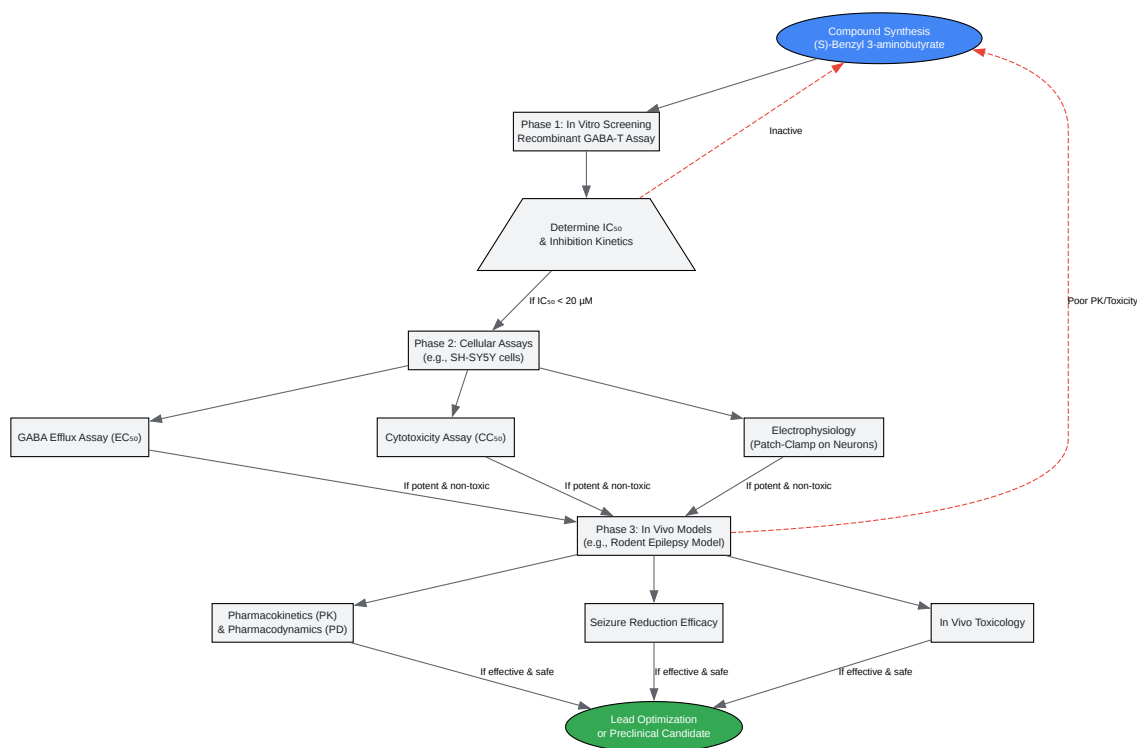 Compound Synthesis
(S)-Benzyl 3-aminobutyrate
Phase 1: In Vitro Screening
Recombinant GABA-T Assay
Inactive
Determine IC₅₀
& Inhibition Kinetics
If IC₅₀ < 20 µM
Poor PK/Toxicity
Phase 2: Cellular Assays
(e.g., SH-SY5Y cells)
GABA Efflux Assay (EC₅₀)
Cytotoxicity Assay (CC₅₀)
Electrophysiology
(Patch-Clamp on Neurons)
If potent & non-toxic
If potent & non-toxic
If potent & non-toxic
Phase 3: In Vivo Models
(e.g., Rodent Epilepsy Model)
Pharmacokinetics (PK)
& Pharmacodynamics (PD)
Seizure Reduction Efficacy
In Vivo Toxicology
If effective & safe
If effective & safe
If effective & safe
Lead Optimization
or Preclinical Candidate